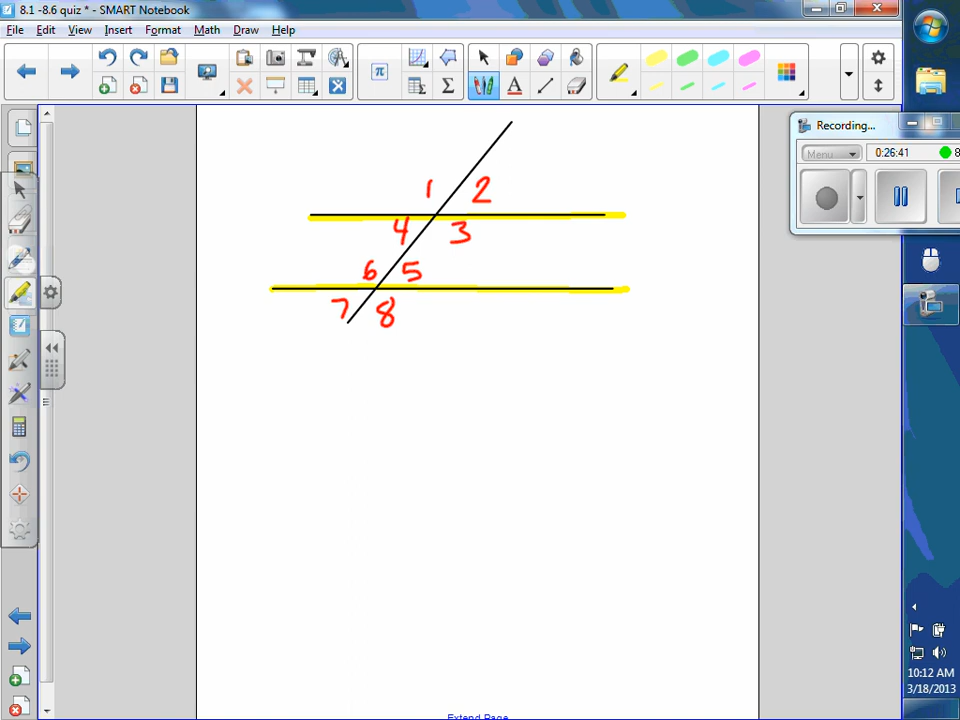 8.1 -8.6 quiz * - SMART Notebook
File Edit View Insert Format Math Draw Help
Recording...
Menu
0:26:41
8
1 2
4 3
6 5
7 8
Extend Page
10:12 AM
3/18/2013